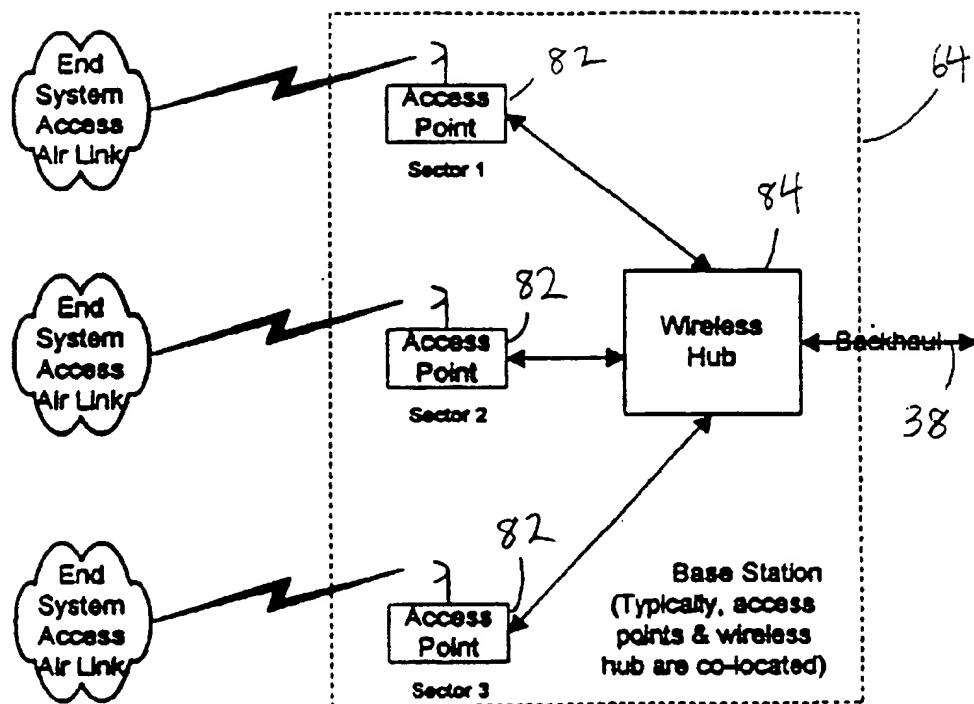 End
System
Access
Air Link
Access
Point
Sector 1
82
64
End
System
Access
Air Link
Access
Point
Sector 2
82
84
Wireless
Hub
Backhaul
38
End
System
Access
Air Link
Access
Point
Sector 3
82
Base Station
(Typically, access
points & wireless
hub are co-located)